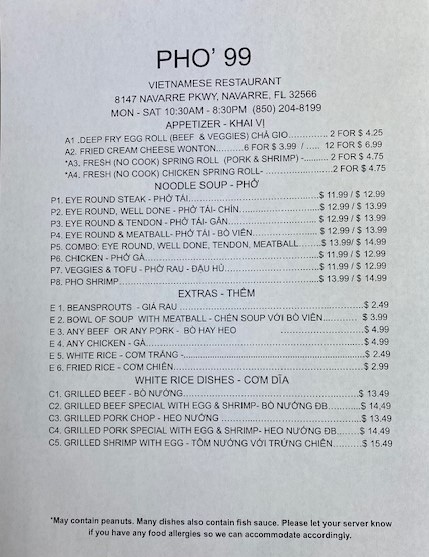 PHO' 99
VIETNAMESE RESTAURANT
8147 NAVARRE PKWY, NAVARRE, FL 32566
MON - SAT 10:30AM - 8:30PM (850) 204-8199
APPETIZER - KHAI VỊ
A1 .DEEP FRY EGG ROLL (BEEF & VEGGIES) CHẢ GIO............. 2 FOR $ 4.25
A2. FRIED CREAM CHEESE WONTON..........6 FOR $ 3.99 / ..... 12 FOR $ 6.99
*A3. FRESH (NO COOK) SPRING ROLL (PORK & SHRIMP) -......... 2 FOR $ 4.75
*A4. FRESH (NO COOK) CHICKEN SPRING ROLL- .......................2 FOR $ 4.75
NOODLE SOUP - PHỞ
P1. EYE ROUND STEAK - PHỞ TÁI..........................................$ 11.99 / $ 12.99
P2. EYE ROUND, WELL DONE - PHỞ TÁI- CHÍN..........................$ 12.99 / $ 13.99
P3. EYE ROUND & TENDON - PHỞ TÁI- GÂN............................$ 12.99 / $ 13.99
P4. EYE ROUND & MEATBALL- PHỞ TÁI - BÒ VIÊN...................$ 12.99 / $ 13.99
P5. COMBO: EYE ROUND, WELL DONE, TENDON, MEATBALL.......$ 13.99/ $ 14.99
P6. CHICKEN - PHỞ GÀ......................................................$ 11.99 / $ 12.99
P7. VEGGIES & TOFU - PHỞ RAU - ĐẬU HỦ............................$ 11.99 / $ 12.99
P8. PHO SHRIMP...............................................................$ 13.99 / $ 14.99
EXTRAS - THÊM
E 1. BEANSPROUTS - GIÁ RAU ..........................................$ 2.49
E 2. BOWL OF SOUP WITH MEATBALL - CHÉN SOUP VỚI BÒ VIÊN..........$ 3.99
E 3. ANY BEEF OR ANY PORK - BÒ HAY HEO ...........................$ 4.99
E 4. ANY CHICKEN - GÀ......................................................$ 4.99
E 5. WHITE RICE - CƠM TRĂNG -............................................$ 2.49
E 6. FRIED RICE - CƠM CHIÊN................................................$ 2.99
WHITE RICE DISHES - CƠM DĨA
C1. GRILLED BEEF - BÒ NƯỚNG............................................$ 13.49
C2. GRILLED BEEF SPECIAL WITH EGG & SHRIMP- BÒ NƯỚNG ĐB..........$ 14,49
C3. GRILLED PORK CHOP - HEO NƯỚNG ...................................$ 13.49
C4. GRILLED PORK SPECIAL WITH EGG & SHRIMP- HEO NƯỚNG ĐB.......$ 14,49
C5. GRILLED SHRIMP WITH EGG - TÔM NƯỚNG VỚI TRỨNG CHIÊN.......$ 15.49
*May contain peanuts. Many dishes also contain fish sauce. Please let your server know
if you have any food allergies so we can accommodate accordingly.